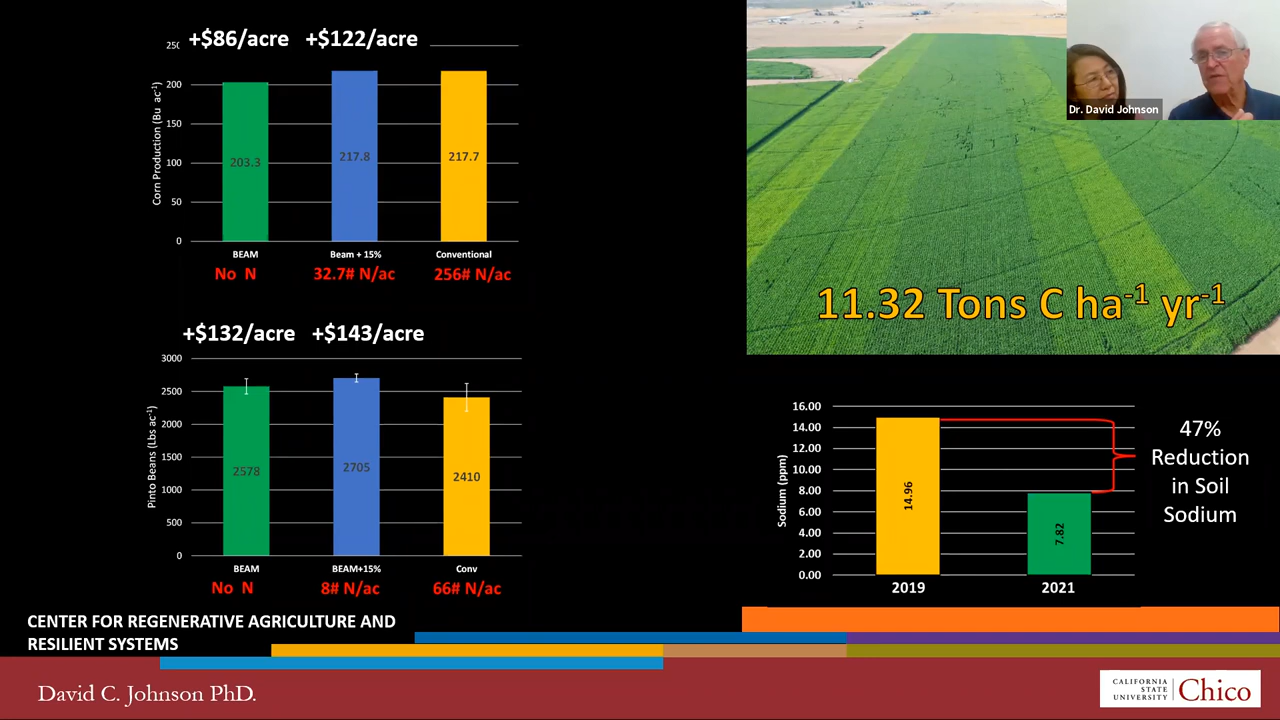 +$86/acre +$122/acre
250
200
150
100
50
0
Corn Production (Bu ac-1)
203.3
217.8
217.7
BEAM
Beam + 15%
Conventional
No N
32.7# N/ac
256# N/ac
+$132/acre +$143/acre
3000
2500
2000
1500
1000
500
0
Pinto Beans (Lbs ac-1)
2578
2705
2410
BEAM
BEAM+15%
Conv
No N
8# N/ac
66# N/ac
Dr. David Johnson
11.32 Tons C ha-1 yr-1
16.00
14.00
12.00
10.00
8.00
6.00
4.00
2.00
0.00
Sodium (ppm)
14.96
7.82
2019
2021
47%
Reduction
in Soil
Sodium
CENTER FOR REGENERATIVE AGRICULTURE AND
RESILIENT SYSTEMS
David C. Johnson PhD.
CALIFORNIA
STATE
UNIVERSITY
Chico